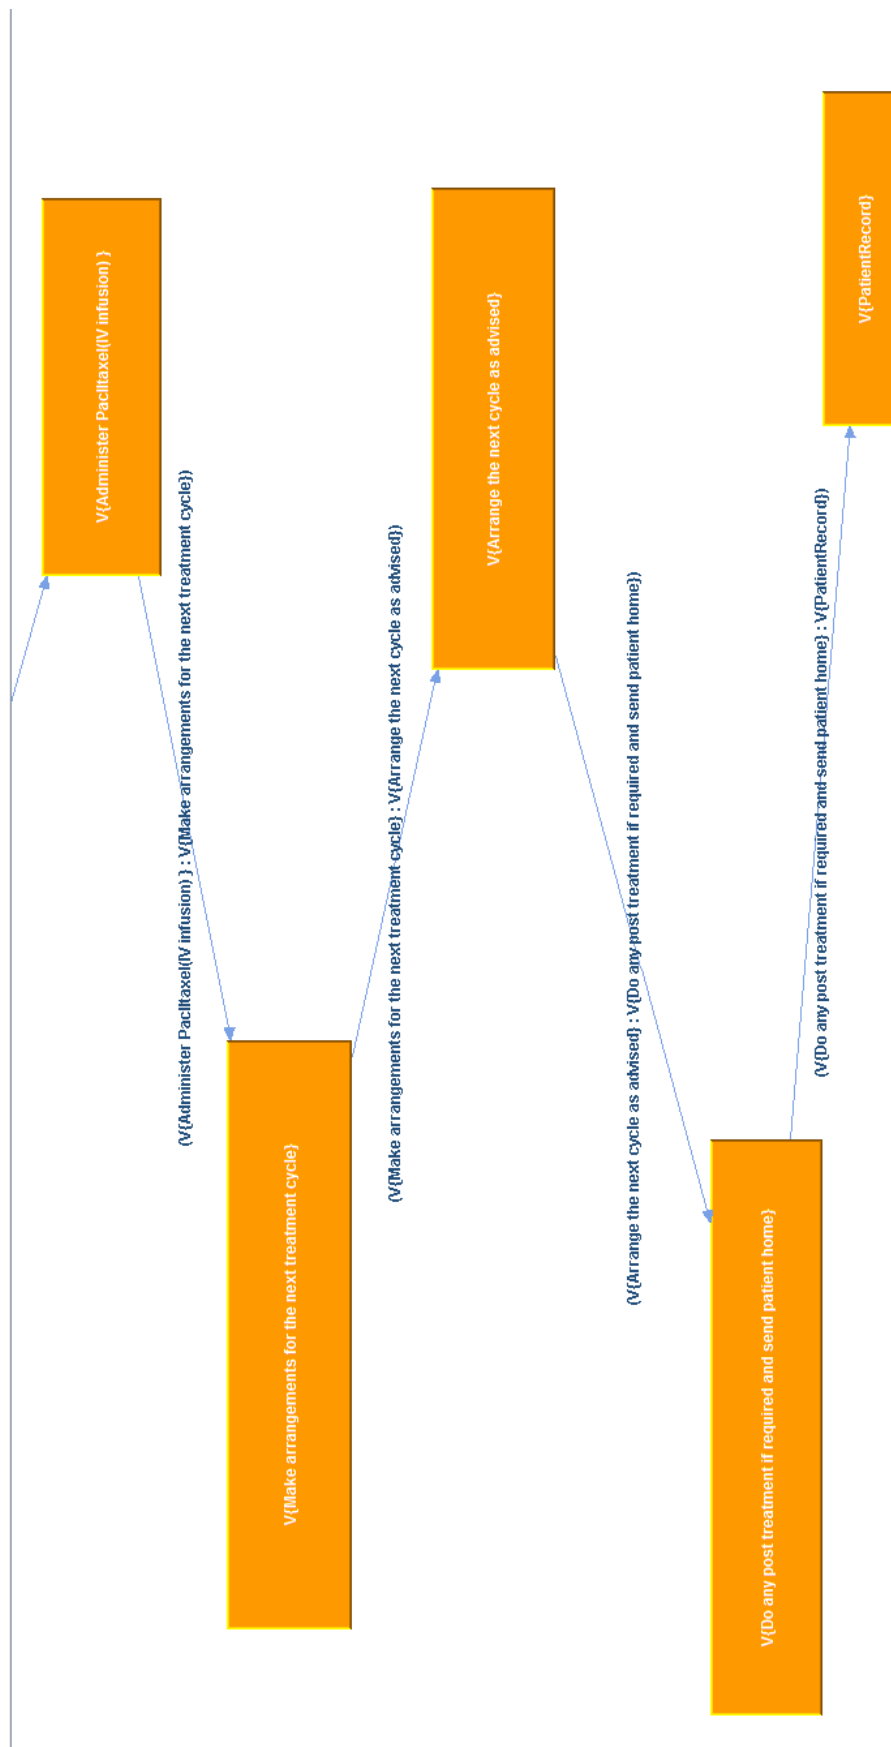 V{Administer Paclltaxel(IV infusion) }
(V{Administer Paclltaxel(IV infusion) } : V{Make arrangements for the next treatment cycle})
V{Make arrangements for the next treatment cycle}
(V{Make arrangements for the next treatment cycle} : V{Arrange the next cycle as advised})
V{Arrange the next cycle as advised}
(V{Arrange the next cycle as advised} : V{Do any post treatment if required and send patient home})
V{Do any post treatment if required and send patient home}
(V{Do any post treatment if required and send patient home} : V{PatientRecord})
V{PatientRecord}